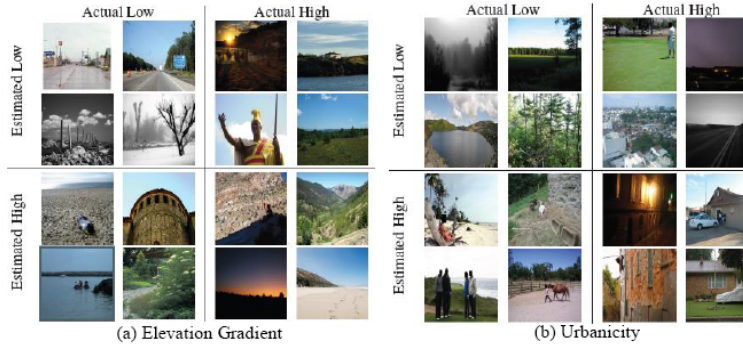 Actual Low Actual High
Estimated Low
Estimated High
(a) Elevation Gradient
Actual Low Actual High
Estimated Low
Estimated High
(b) Urbanicity